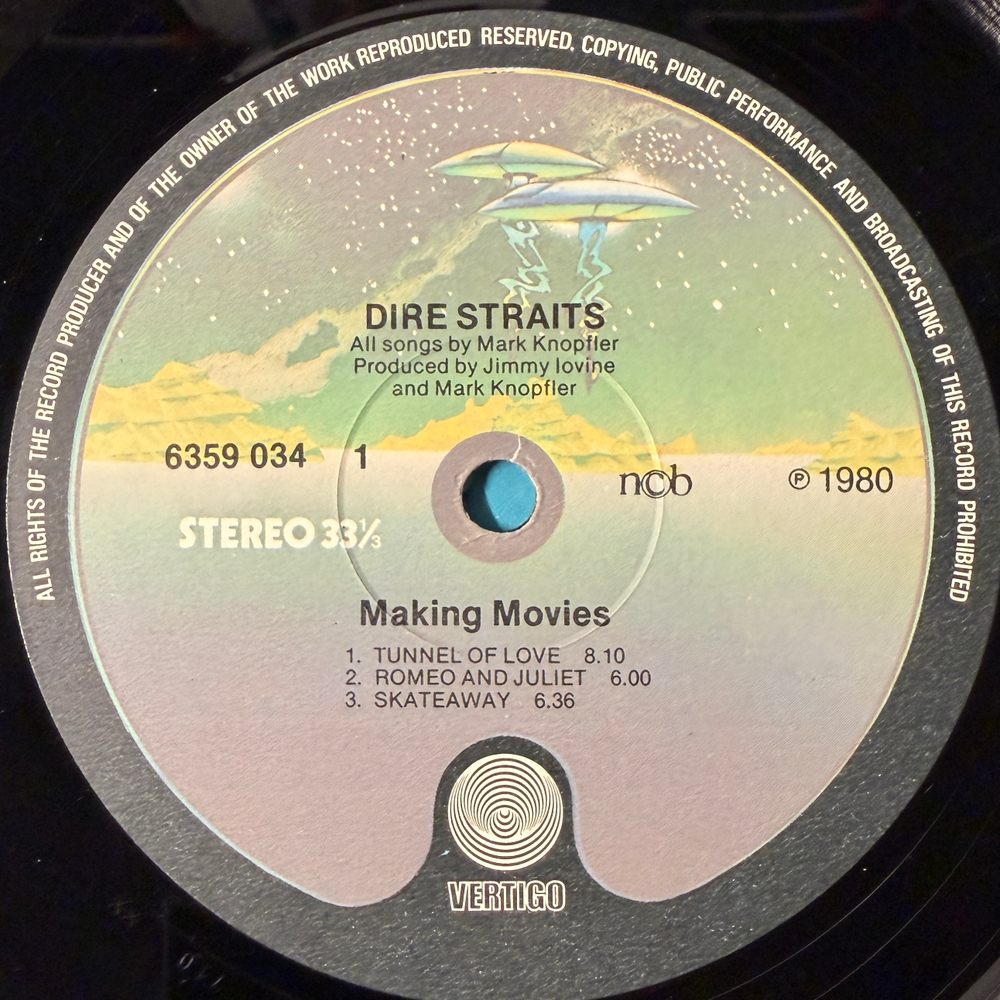 ALL RIGHTS OF THE RECORD PRODUCER AND OF THE OWNER OF THE WORK REPRODUCED RESERVED. COPYING, PUBLIC PERFORMANCE AND BROADCASTING OF THIS RECORD PROHIBITED
DIRE STRAITS
All songs by Mark Knopfler
Produced by Jimmy Iovine
and Mark Knopfler
6359 034 1
n©b
℗ 1980
STEREO 33⅓
Making Movies
1. TUNNEL OF LOVE 8.10
2. ROMEO AND JULIET 6.00
3. SKATEAWAY 6.36
VERTIGO